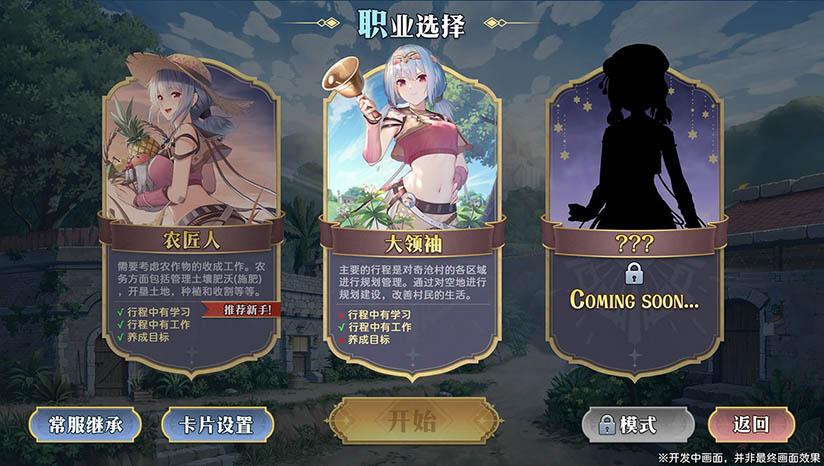 职业选择
农匠人
需要考虑农作物的收成工作。农
务方面包括管理土壤肥沃(施肥)
，开垦土地，种植和收割等等。
推荐新手!
✓ 行程中有学习
✓ 行程中有工作
✓ 养成目标
大领袖
主要的行程是对奇沧村的各区域
进行规划管理。通过对空地进行
规划建设，改善村民的生活。
× 行程中有学习
✓ 行程中有工作
× 养成目标
???
COMING SOON...
常服继承
卡片设置
开始
模式
返回
※开发中画面，并非最终画面效果